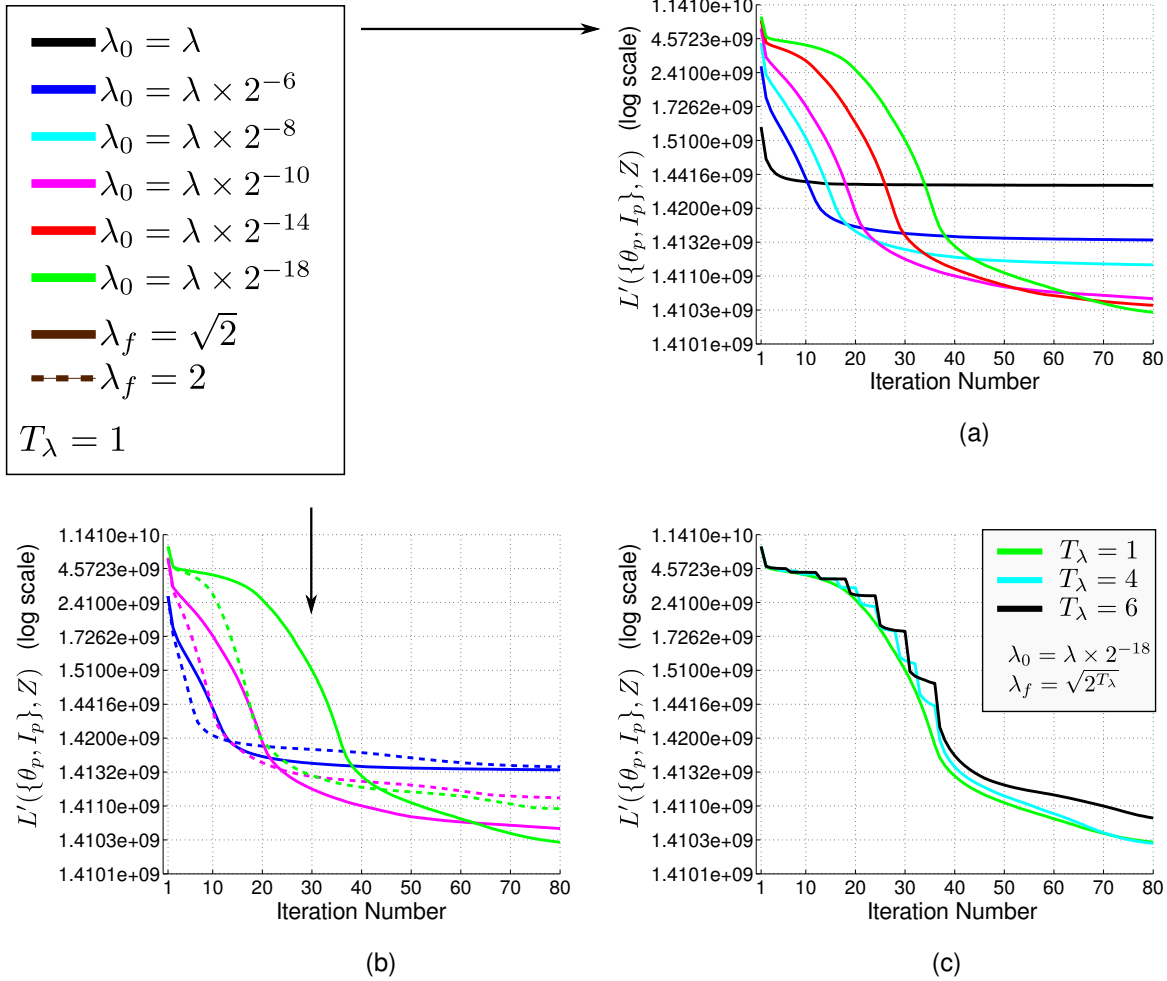 λ₀ = λ
λ₀ = λ × 2⁻⁶
λ₀ = λ × 2⁻⁸
λ₀ = λ × 2⁻¹⁰
λ₀ = λ × 2⁻¹⁴
λ₀ = λ × 2⁻¹⁸
λ_f = √2
λ_f = 2
T_λ = 1
L′({θₚ, Iₚ}, Z) (log scale)
1.1410e+10
4.5723e+09
2.4100e+09
1.7262e+09
1.5100e+09
1.4416e+09
1.4200e+09
1.4132e+09
1.4110e+09
1.4103e+09
1.4101e+09
1 10 20 30 40 50 60 70 80
Iteration Number
(a)
L′({θₚ, Iₚ}, Z) (log scale)
1.1410e+10
4.5723e+09
2.4100e+09
1.7262e+09
1.5100e+09
1.4416e+09
1.4200e+09
1.4132e+09
1.4110e+09
1.4103e+09
1.4101e+09
1 10 20 30 40 50 60 70 80
Iteration Number
(b)
L′({θₚ, Iₚ}, Z) (log scale)
1.1410e+10
4.5723e+09
2.4100e+09
1.7262e+09
1.5100e+09
1.4416e+09
1.4200e+09
1.4132e+09
1.4110e+09
1.4103e+09
1.4101e+09
1 10 20 30 40 50 60 70 80
Iteration Number
T_λ = 1
T_λ = 4
T_λ = 6
λ₀ = λ × 2⁻¹⁸
λ_f = √(2^{T_λ})
(c)